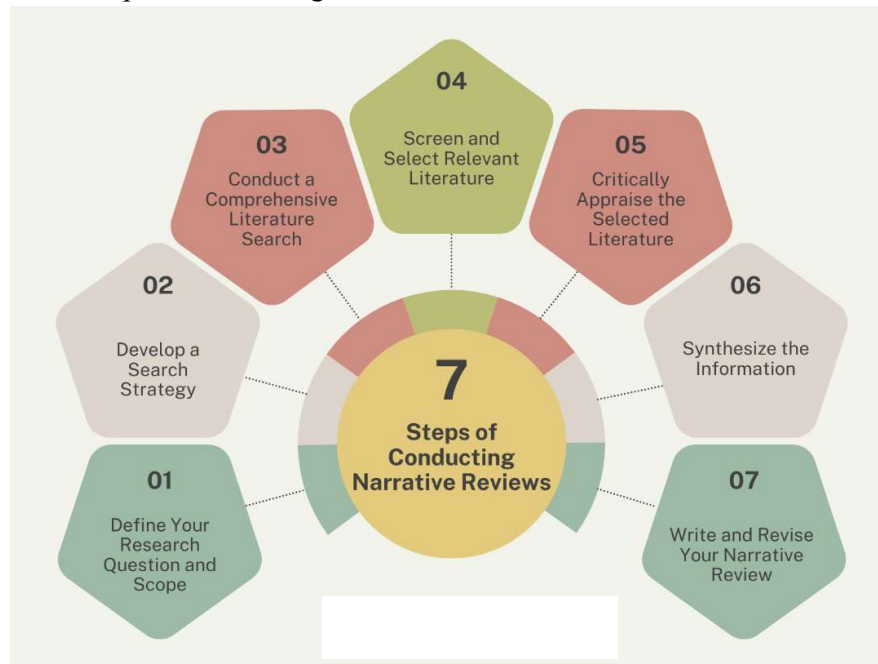 01
Define Your
Research
Question and
Scope
02
Develop a
Search
Strategy
03
Conduct a
Comprehensive
Literature
Search
04
Screen and
Select Relevant
Literature
05
Critically
Appraise the
Selected
Literature
06
Synthesize the
Information
07
Write and Revise
Your Narrative
Review
7
Steps of
Conducting
Narrative Reviews